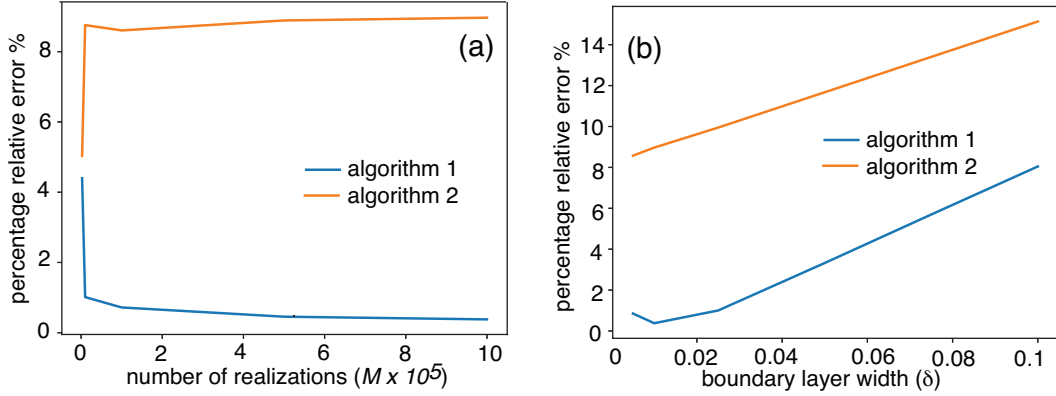 (a)
percentage relative error %
8
6
4
2
0
algorithm 1
algorithm 2
0
2
4
6
8
10
number of realizations (M x 10⁵)
(b)
percentage relative error %
14
12
10
8
6
4
2
0
algorithm 1
algorithm 2
0
0.02
0.04
0.06
0.08
0.1
boundary layer width (δ)